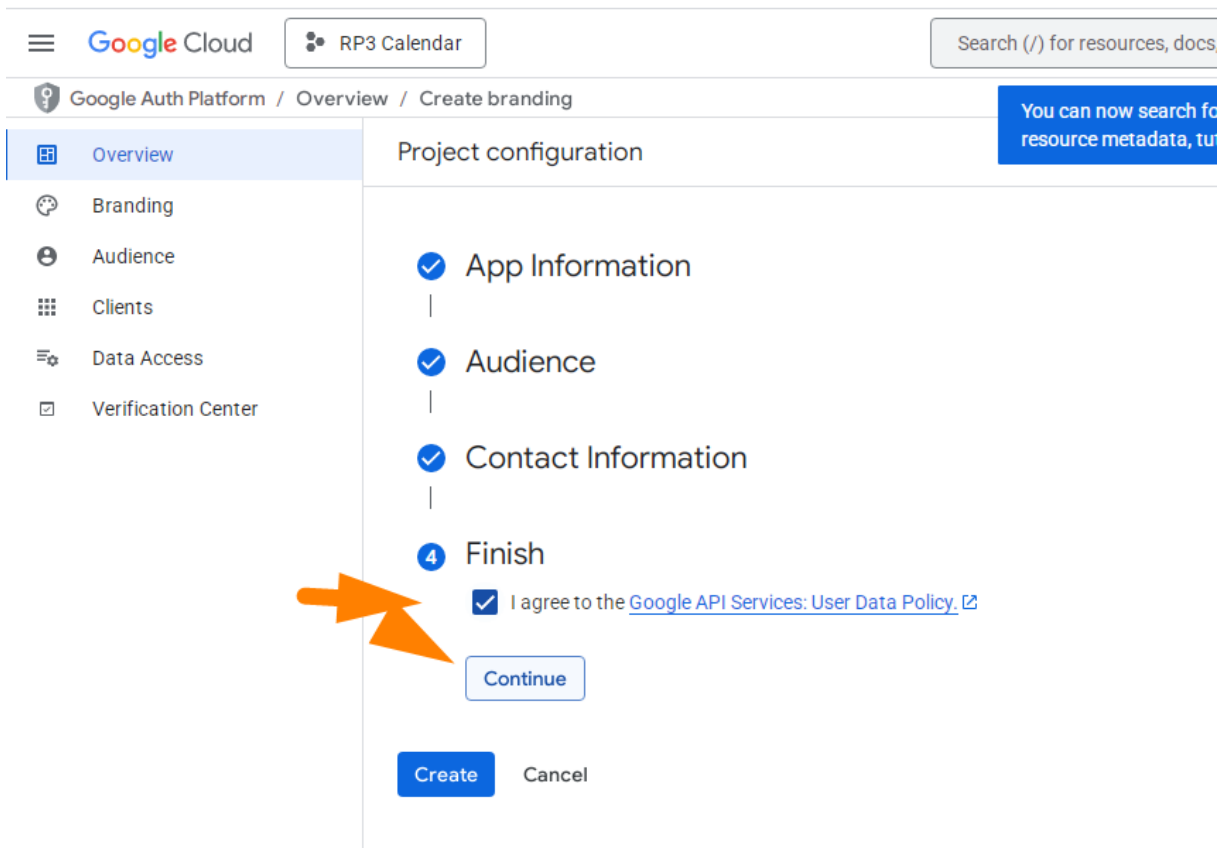 Google Cloud
RP3 Calendar
Search (/) for resources, docs,
Google Auth Platform / Overview / Create branding
You can now search fo
resource metadata, tu
Overview
Branding
Audience
Clients
Data Access
Verification Center
Project configuration
App Information
Audience
Contact Information
4 Finish
I agree to the Google API Services: User Data Policy.
Continue
Create Cancel